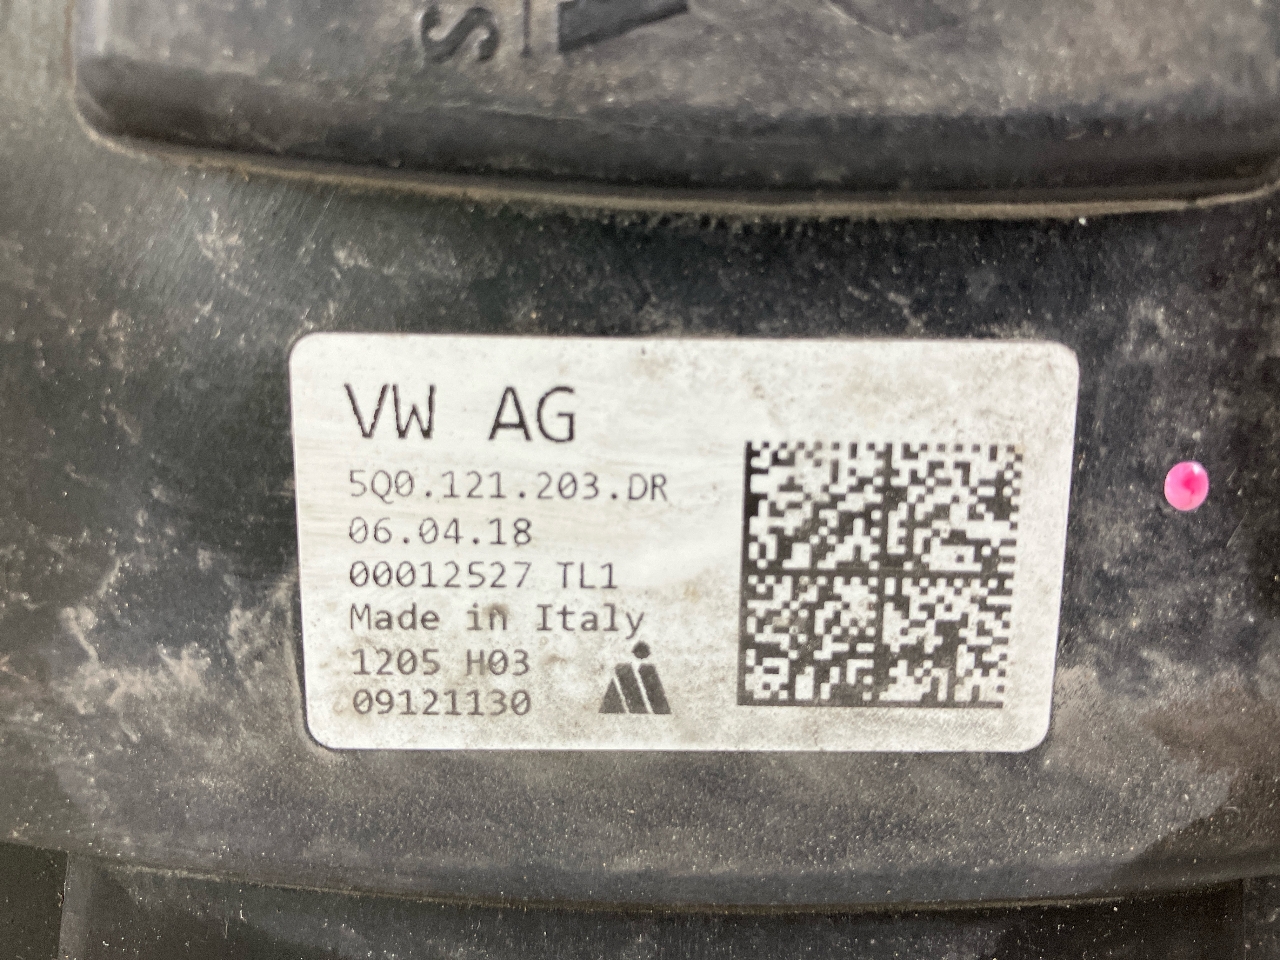 VW AG
5Q0.121.203.DR
06.04.18
00012527 TL1
Made in Italy
1205 H03
09121130